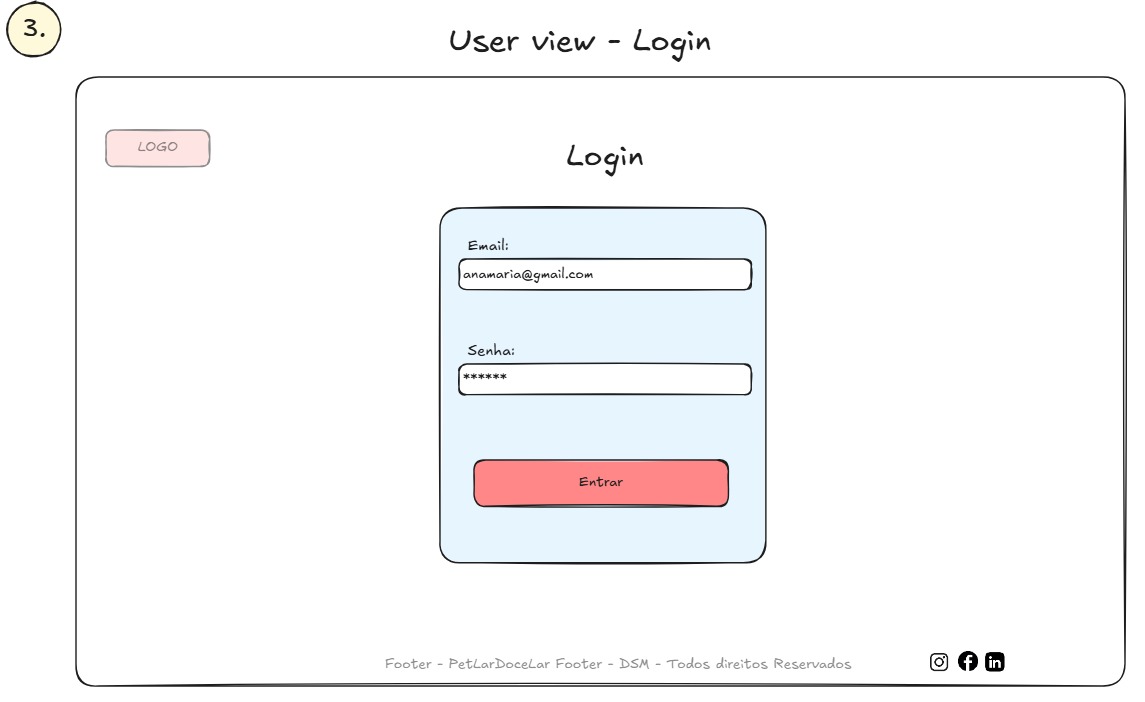 3.
User view - Login
LOGO
Login
Email:
anamaria@gmail.com
Senha:
******
Entrar
Footer - PetLarDoceLar Footer - DSM - Todos direitos Reservados
in